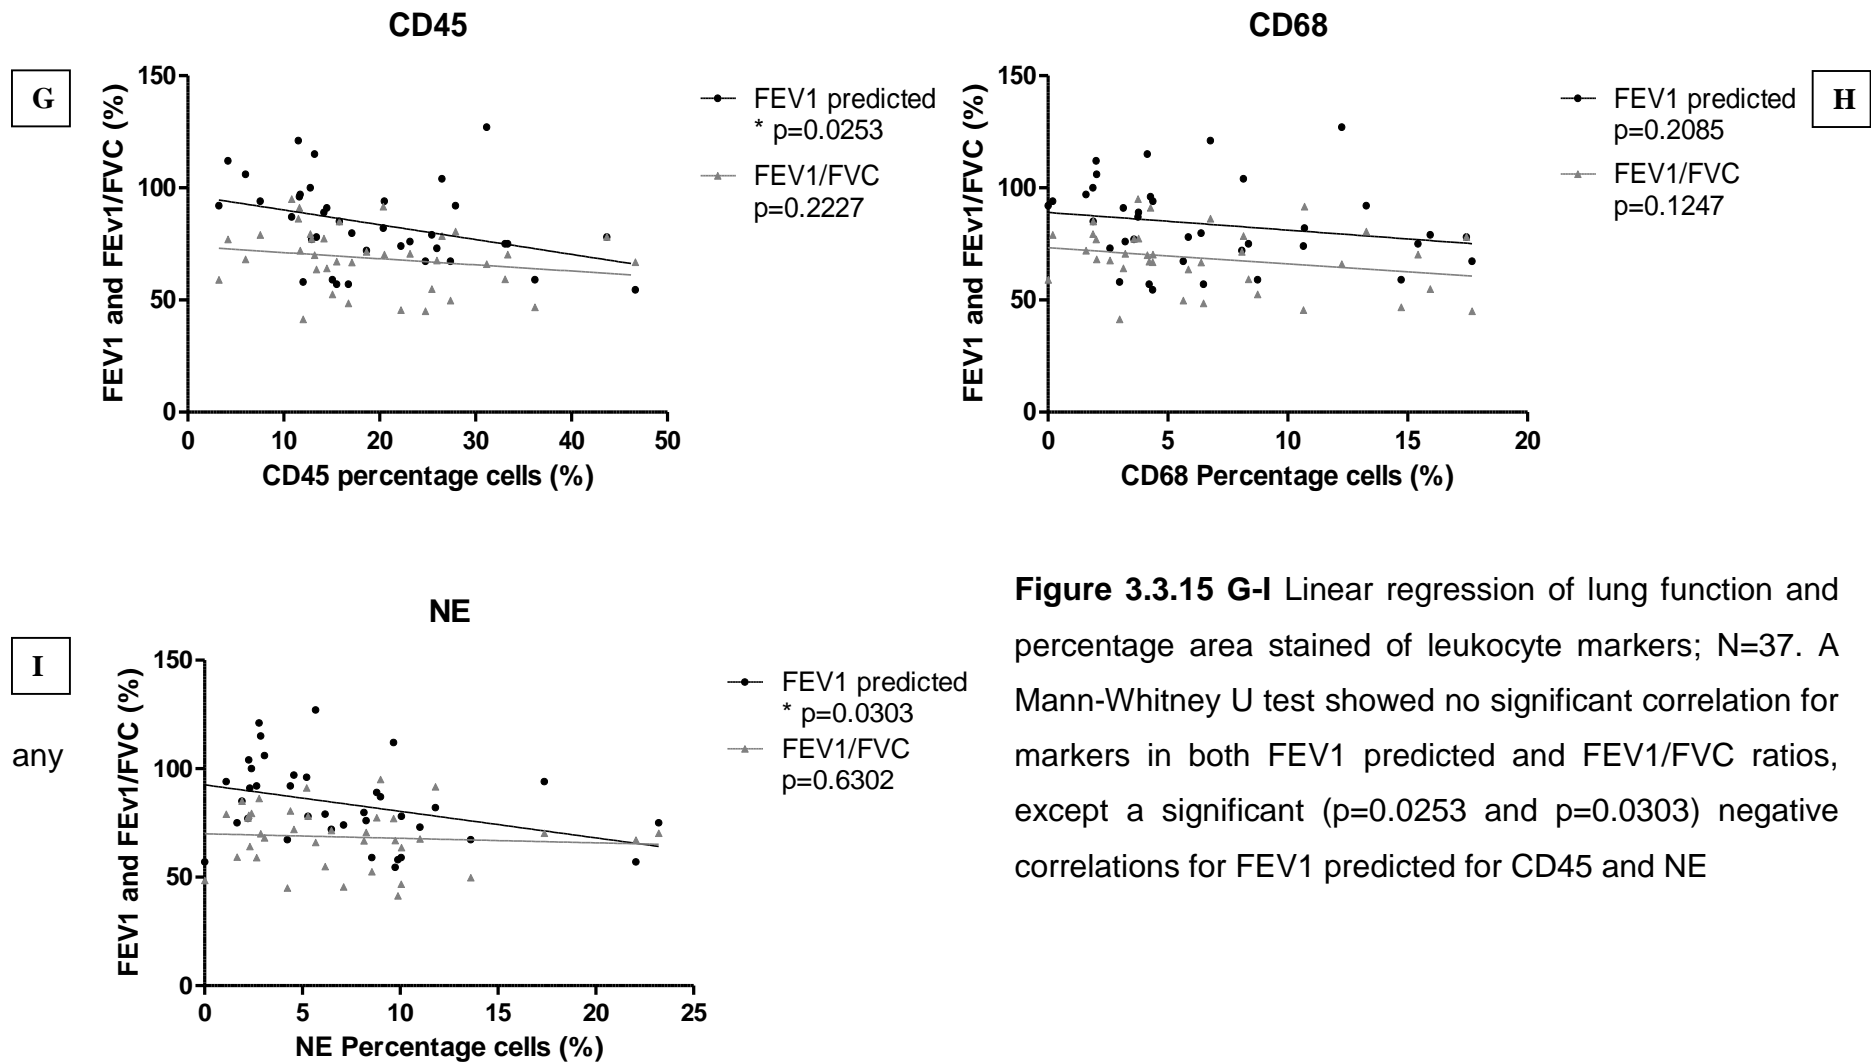 CD45
G
150
100
50
0
FEV1 and FEv1/FVC (%)
0 10 20 30 40 50
CD45 percentage cells (%)
FEV1 predicted
* p=0.0253
FEV1/FVC
p=0.2227
CD68
H
150
100
50
0
FEV1 and FEv1/FVC (%)
0 5 10 15 20
CD68 Percentage cells (%)
FEV1 predicted
p=0.2085
FEV1/FVC
p=0.1247
NE
I
150
100
50
0
FEV1 and FEv1/FVC (%)
0 5 10 15 20 25
NE Percentage cells (%)
FEV1 predicted
* p=0.0303
FEV1/FVC
p=0.6302
Figure 3.3.15 G-I Linear regression of lung function and
percentage area stained of leukocyte markers; N=37. A
Mann-Whitney U test showed no significant correlation for
any markers in both FEV1 predicted and FEV1/FVC ratios,
except a significant (p=0.0253 and p=0.0303) negative
correlations for FEV1 predicted for CD45 and NE